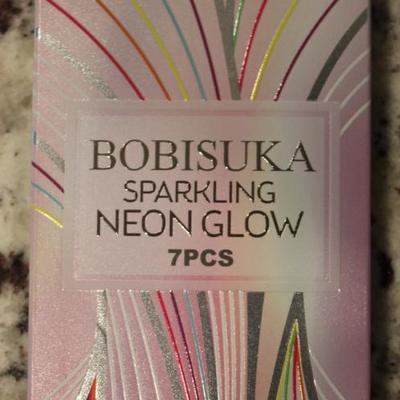 BOBISUKA
SPARKLING
NEON GLOW
7PCS